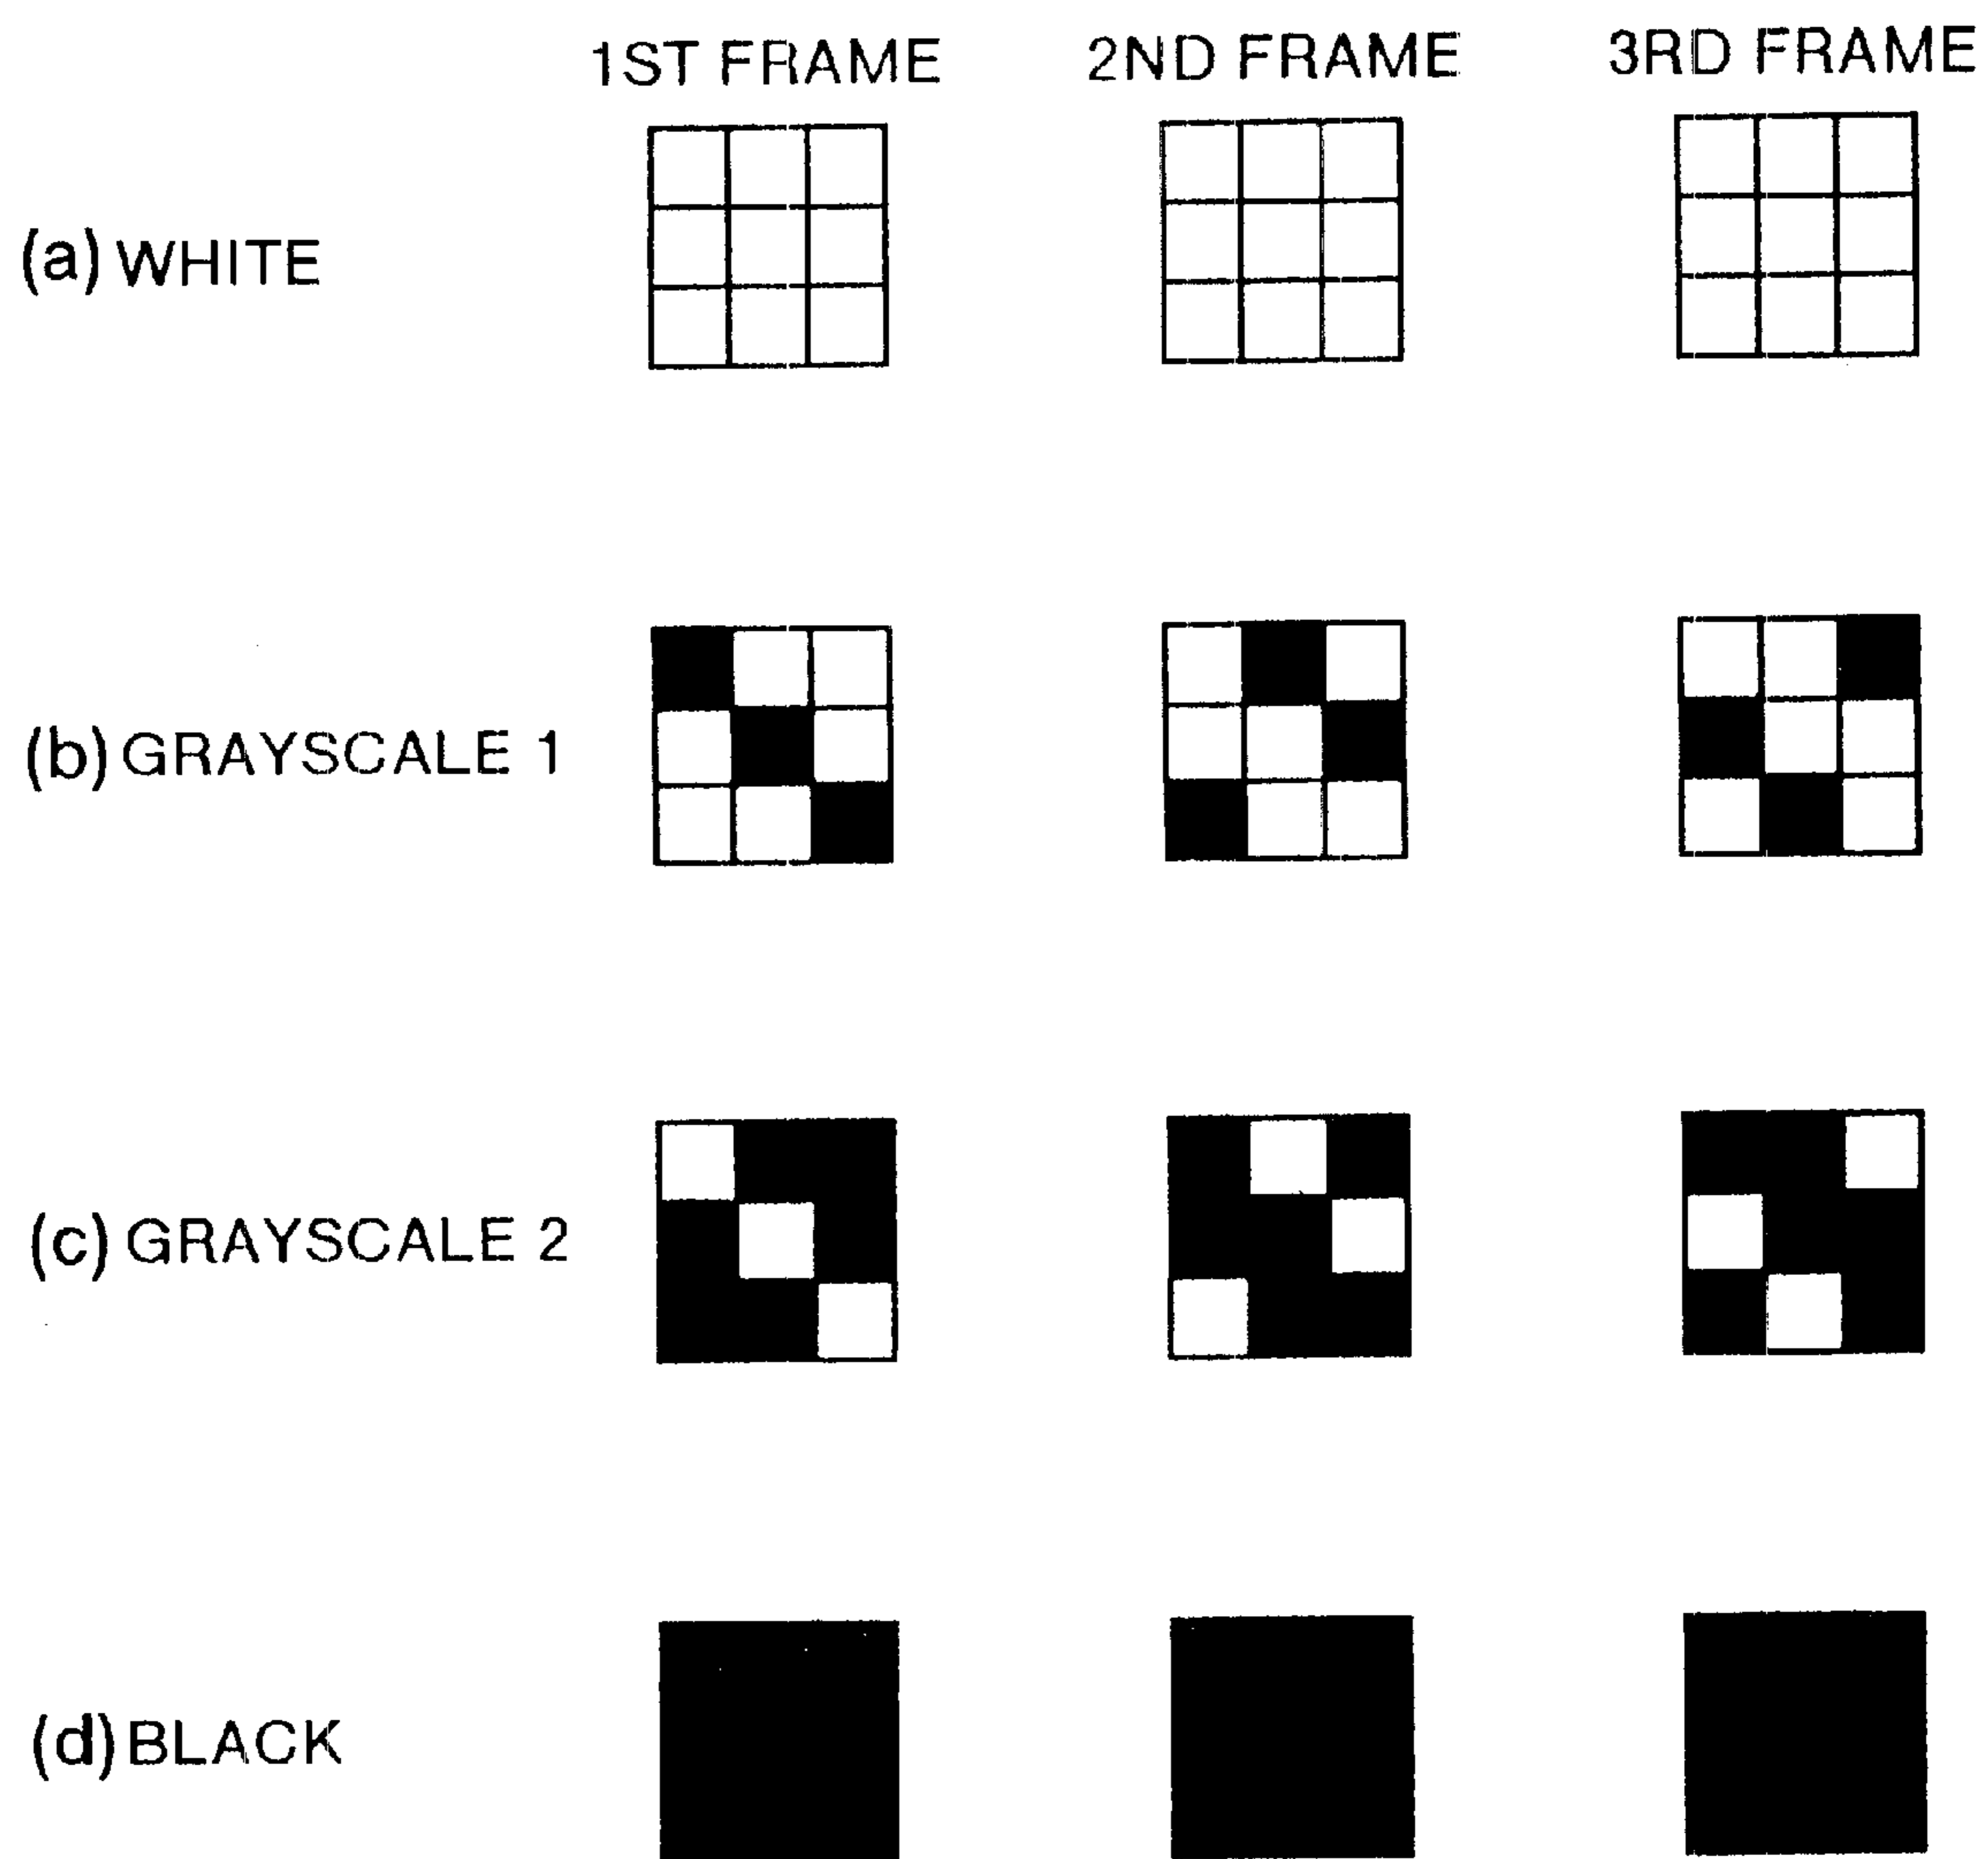 1ST FRAME 2ND FRAME 3RD FRAME
(a) WHITE
(b) GRAYSCALE 1
(c) GRAYSCALE 2
(d) BLACK